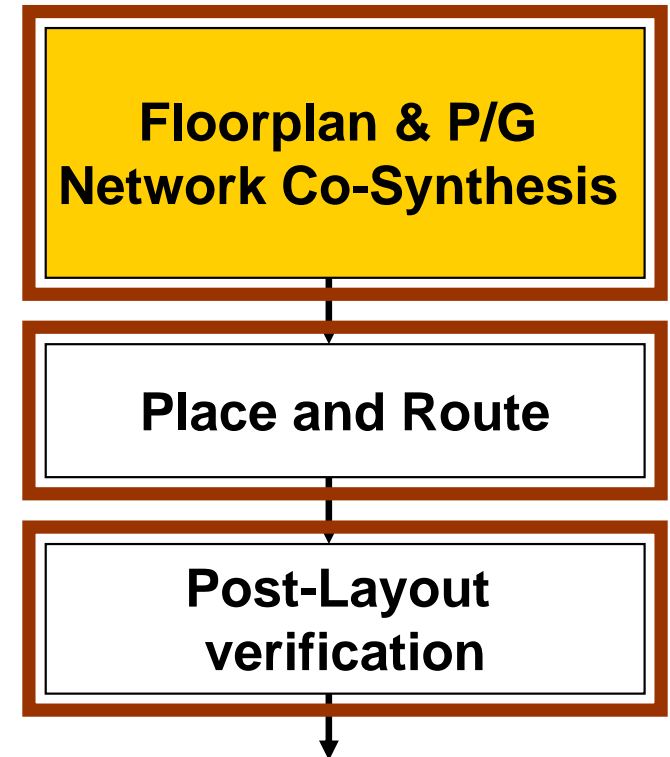 Floorplan & P/G
Network Co-Synthesis
Place and Route
Post-Layout
verification